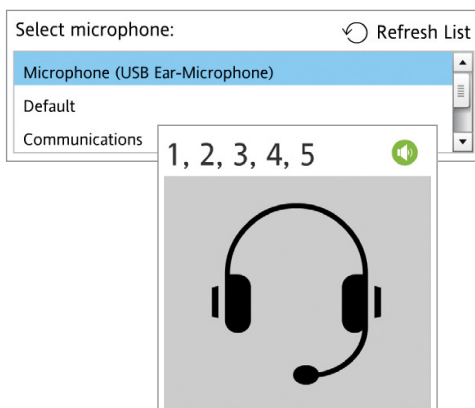 Select microphone:
Refresh List
Microphone (USB Ear-Microphone)
Default
Communications
1, 2, 3, 4, 5